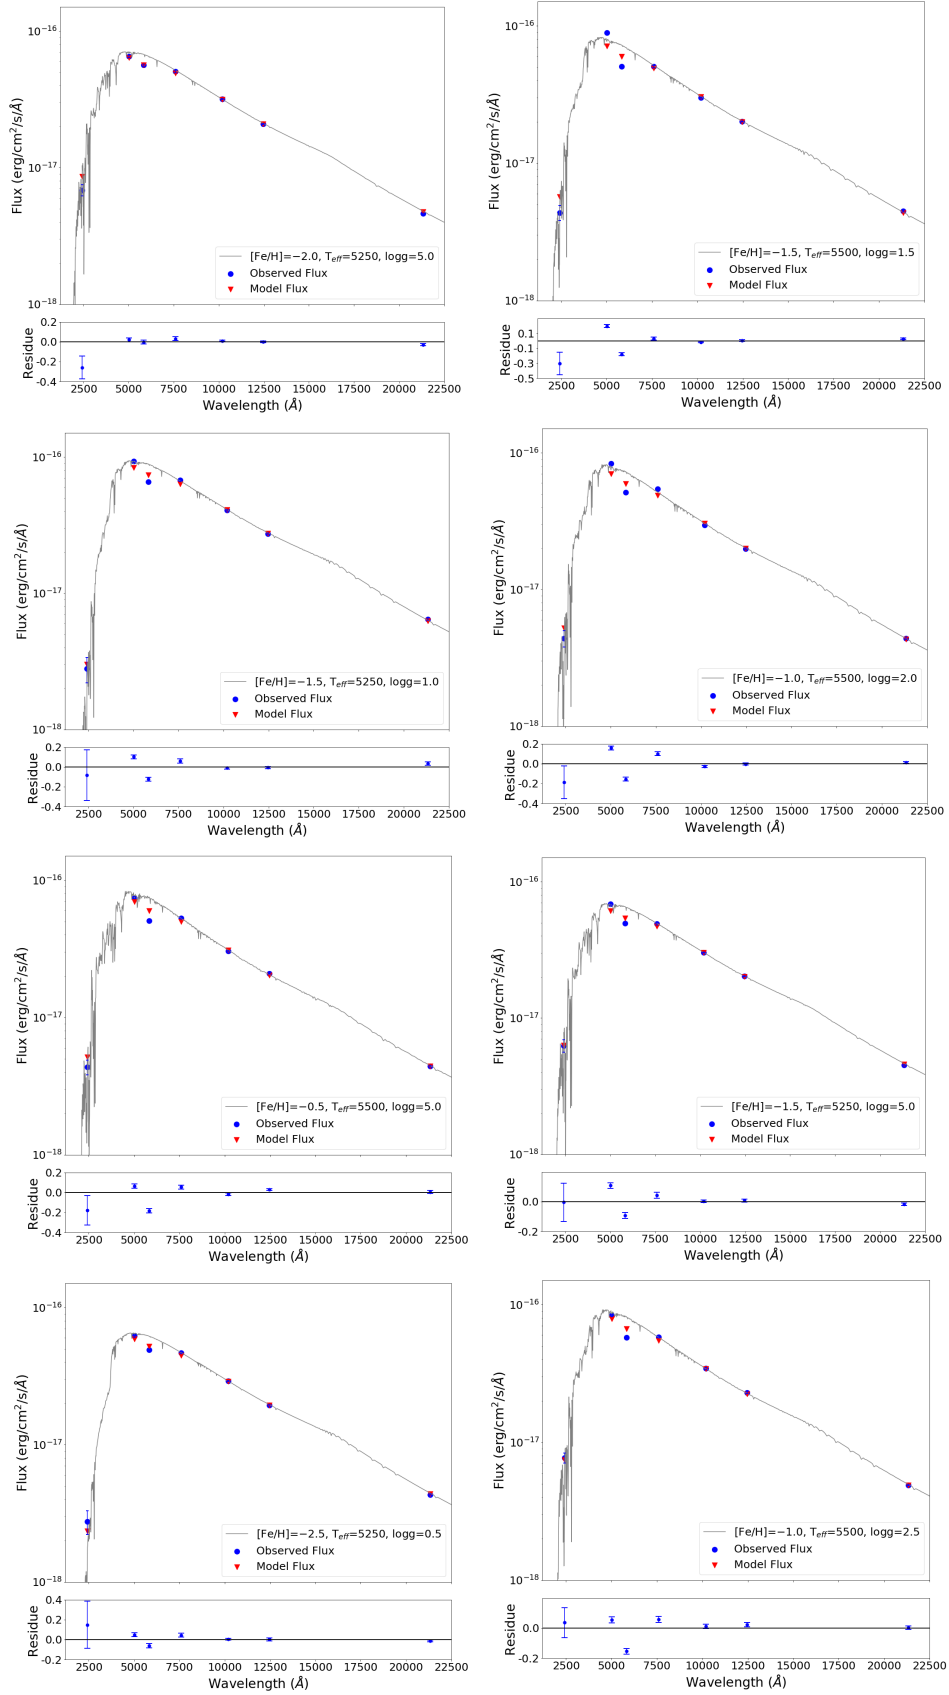 10⁻¹⁶
10⁻¹⁷
10⁻¹⁸
Flux (erg/cm²/s/Å)
[Fe/H]=−2.0, T_eff=5250, logg=5.0
Observed Flux
Model Flux
0.2
0.0
−0.2
−0.4
Residue
2500 5000 7500 10000 12500 15000 17500 20000 22500
Wavelength (Å)
10⁻¹⁶
10⁻¹⁷
10⁻¹⁸
Flux (erg/cm²/s/Å)
[Fe/H]=−1.5, T_eff=5500, logg=1.5
Observed Flux
Model Flux
0.1
−0.1
−0.3
−0.5
Residue
2500 5000 7500 10000 12500 15000 17500 20000 22500
Wavelength (Å)
10⁻¹⁶
10⁻¹⁷
10⁻¹⁸
Flux (erg/cm²/s/Å)
[Fe/H]=−1.5, T_eff=5250, logg=1.0
Observed Flux
Model Flux
0.2
0.0
−0.2
−0.4
Residue
2500 5000 7500 10000 12500 15000 17500 20000 22500
Wavelength (Å)
10⁻¹⁶
10⁻¹⁷
10⁻¹⁸
Flux (erg/cm²/s/Å)
[Fe/H]=−1.0, T_eff=5500, logg=2.0
Observed Flux
Model Flux
0.2
0.0
−0.2
−0.4
Residue
2500 5000 7500 10000 12500 15000 17500 20000 22500
Wavelength (Å)
10⁻¹⁶
10⁻¹⁷
10⁻¹⁸
Flux (erg/cm²/s/Å)
[Fe/H]=−0.5, T_eff=5500, logg=5.0
Observed Flux
Model Flux
0.2
0.0
−0.2
−0.4
Residue
2500 5000 7500 10000 12500 15000 17500 20000 22500
Wavelength (Å)
10⁻¹⁶
10⁻¹⁷
10⁻¹⁸
Flux (erg/cm²/s/Å)
[Fe/H]=−1.5, T_eff=5250, logg=5.0
Observed Flux
Model Flux
0.0
−0.2
Residue
2500 5000 7500 10000 12500 15000 17500 20000 22500
Wavelength (Å)
10⁻¹⁶
10⁻¹⁷
10⁻¹⁸
Flux (erg/cm²/s/Å)
[Fe/H]=−2.5, T_eff=5250, logg=0.5
Observed Flux
Model Flux
0.4
0.2
0.0
−0.2
Residue
2500 5000 7500 10000 12500 15000 17500 20000 22500
Wavelength (Å)
10⁻¹⁶
10⁻¹⁷
10⁻¹⁸
Flux (erg/cm²/s/Å)
[Fe/H]=−1.0, T_eff=5500, logg=2.5
Observed Flux
Model Flux
0.0
−0.2
Residue
2500 5000 7500 10000 12500 15000 17500 20000 22500
Wavelength (Å)